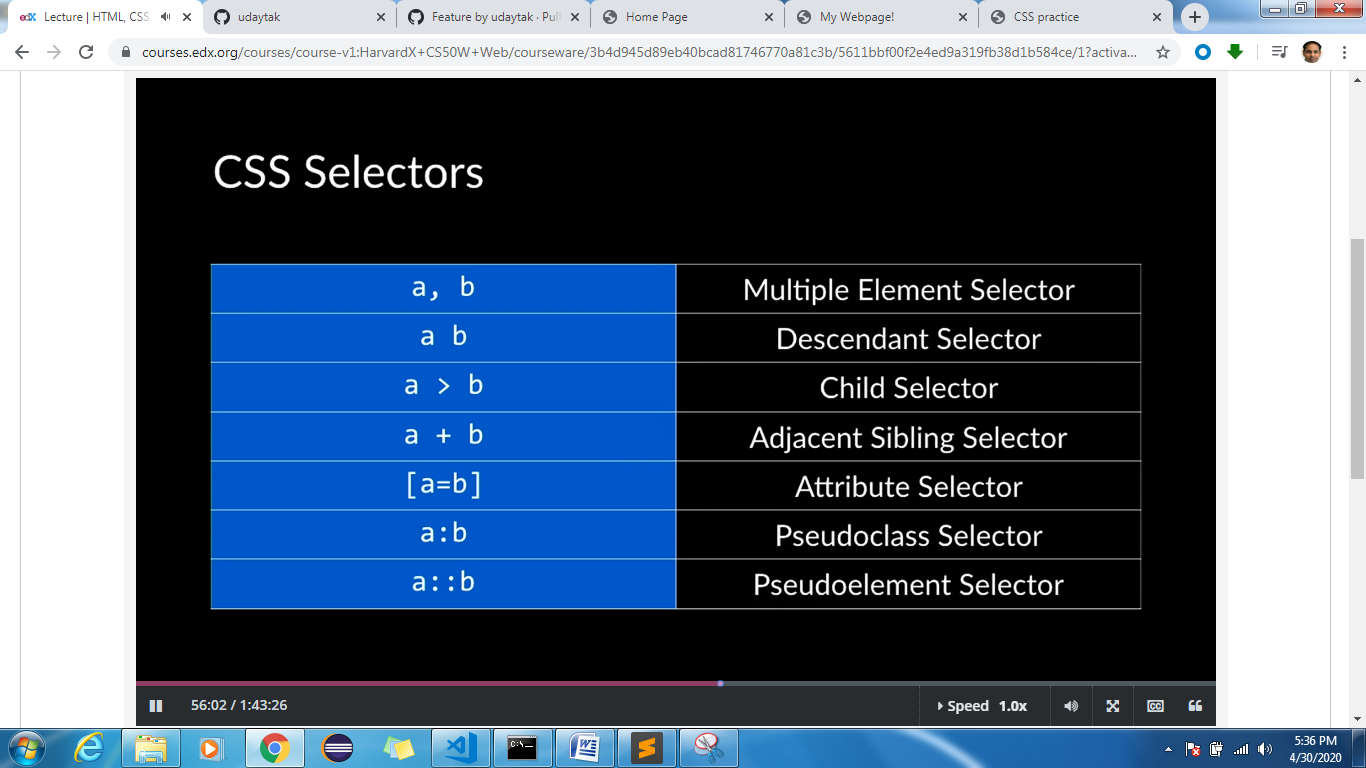 edX Lecture | HTML, CSS
udaytak
Feature by udaytak · Pull
Home Page
My Webpage!
CSS practice
courses.edx.org/courses/course-v1:HarvardX+CS50W+Web/courseware/3b4d945d89eb40bcad81746770a81c3b/5611bbf00f2e4ed9a319fb38d1b584ce/1?activa...
CSS Selectors
a, b Multiple Element Selector
a b Descendant Selector
a > b Child Selector
a + b Adjacent Sibling Selector
[a=b] Attribute Selector
a:b Pseudoclass Selector
a::b Pseudoelement Selector
56:02 / 1:43:26
Speed 1.0x
CC
5:36 PM
4/30/2020